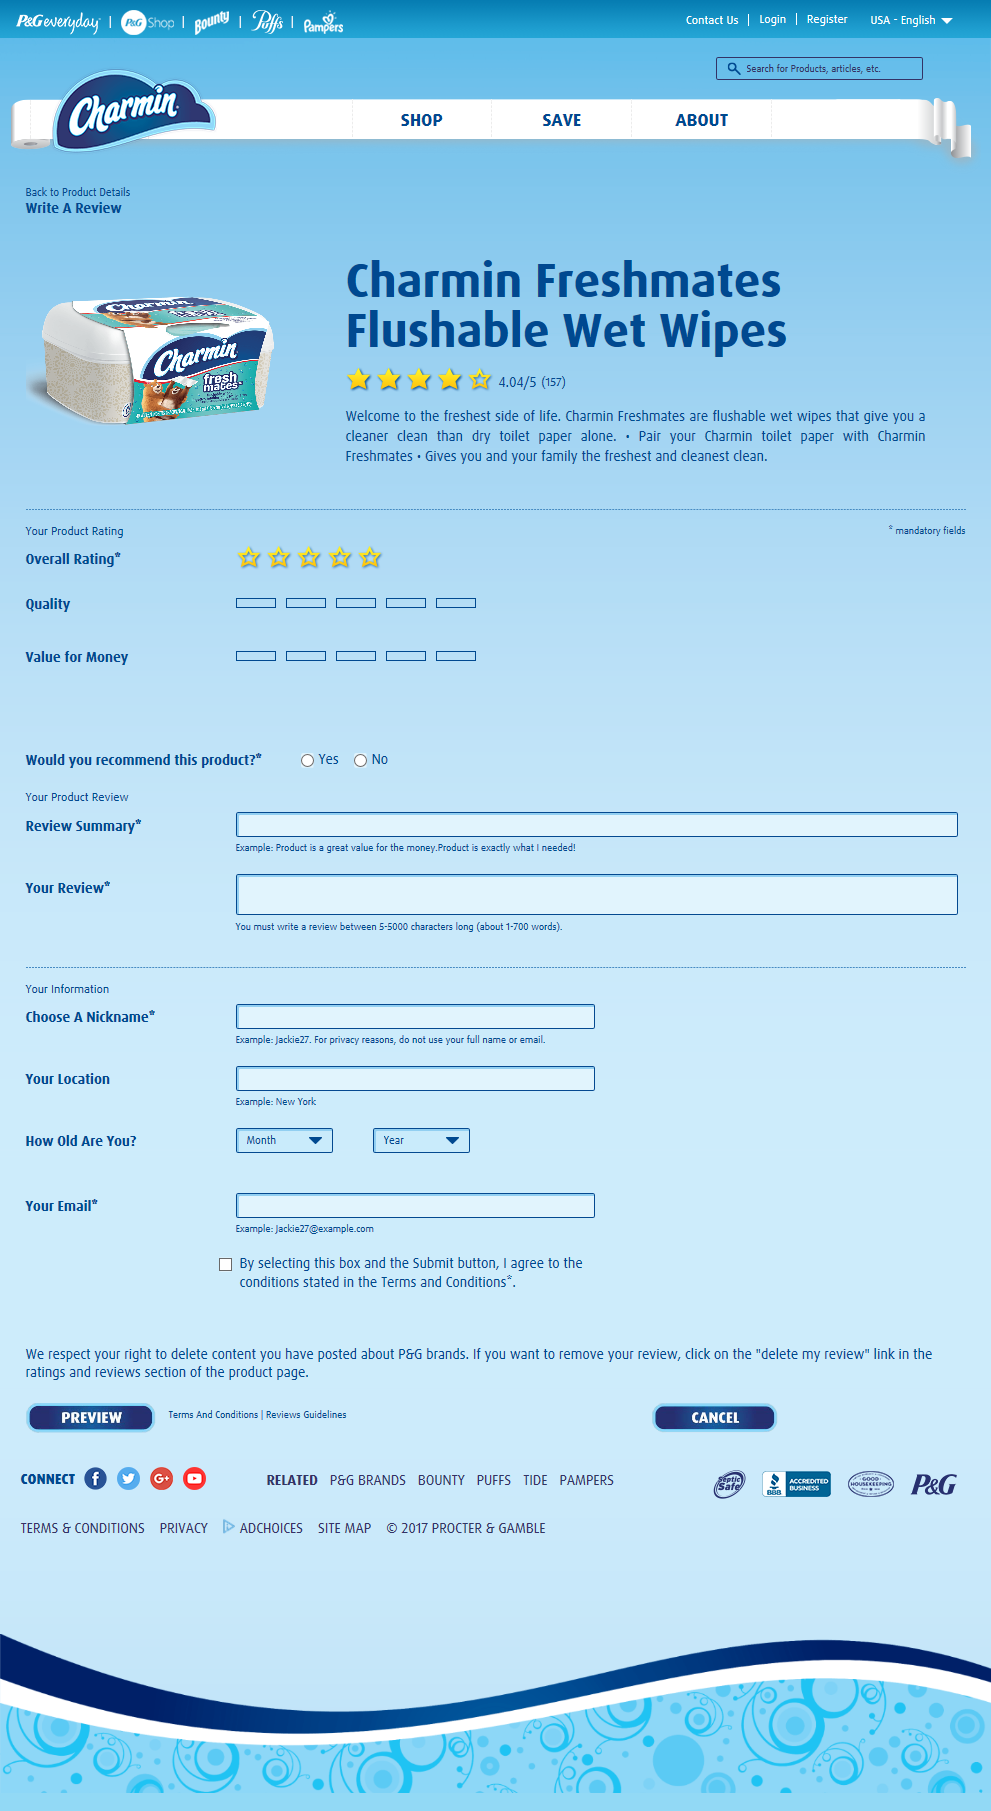 P&G everyday | P&G Shop | Bounty | Puffs | Pampers
Contact Us | Login | Register USA - English
Search for Products, articles, etc.
Charmin
SHOP SAVE ABOUT
Back to Product Details
Write A Review
Charmin Freshmates
Flushable Wet Wipes
Charmin
Charmin
fresh
mates
4.04/5 (157)
Welcome to the freshest side of life. Charmin Freshmates are flushable wet wipes that give you a
cleaner clean than dry toilet paper alone. • Pair your Charmin toilet paper with Charmin
Freshmates • Gives you and your family the freshest and cleanest clean.
Your Product Rating
* mandatory fields
Overall Rating*
Quality
Value for Money
Would you recommend this product?* Yes No
Your Product Review
Review Summary*
Example: Product is a great value for the money.Product is exactly what I needed!
Your Review*
You must write a review between 5-5000 characters long (about 1-700 words).
Your Information
Choose A Nickname*
Example: Jackie27. For privacy reasons, do not use your full name or email.
Your Location
Example: New York
How Old Are You? Month Year
Your Email*
Example: Jackie27@example.com
By selecting this box and the Submit button, I agree to the
conditions stated in the Terms and Conditions*.
We respect your right to delete content you have posted about P&G brands. If you want to remove your review, click on the "delete my review" link in the
ratings and reviews section of the product page.
PREVIEW Terms And Conditions | Reviews Guidelines CANCEL
CONNECT RELATED P&G BRANDS BOUNTY PUFFS TIDE PAMPERS
Septic
Safe
BBB
ACCREDITED
BUSINESS
GOOD
HOUSEKEEPING
P&G
TERMS & CONDITIONS PRIVACY ADCHOICES SITE MAP © 2017 PROCTER & GAMBLE